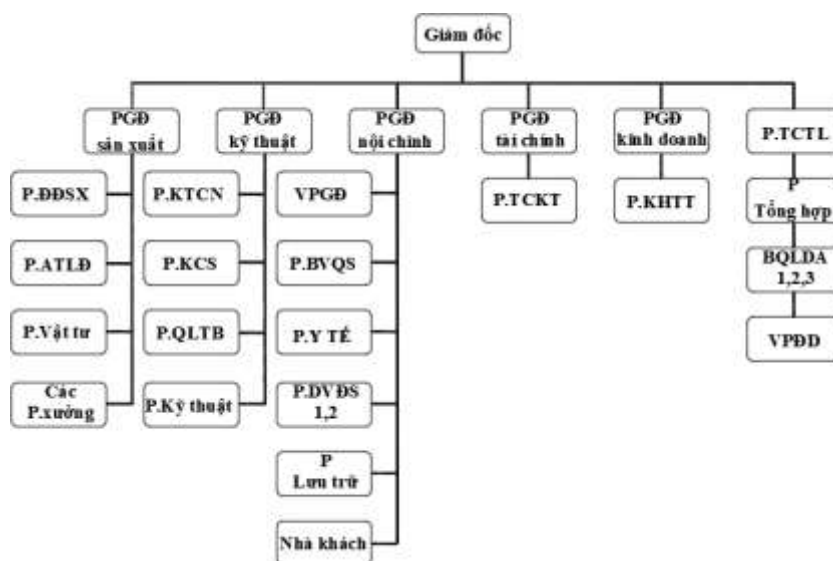 Giám đốc
PGĐ
sản xuất
PGĐ
kỹ thuật
PGĐ
nội chính
PGĐ
tài chính
PGĐ
kinh doanh
P.TCTL
P.ĐĐSX
P.KTCN
VPGĐ
P.TCKT
P.KHTT
P
Tổng hợp
P.ATLĐ
P.KCS
P.BVQS
BQLDA
1,2,3
P.Vật tư
P.QLTB
P.Y TẾ
VPĐD
Các
P.xưởng
P.Kỹ thuật
P.DVĐS
1,2
P
Lưu trữ
Nhà khách